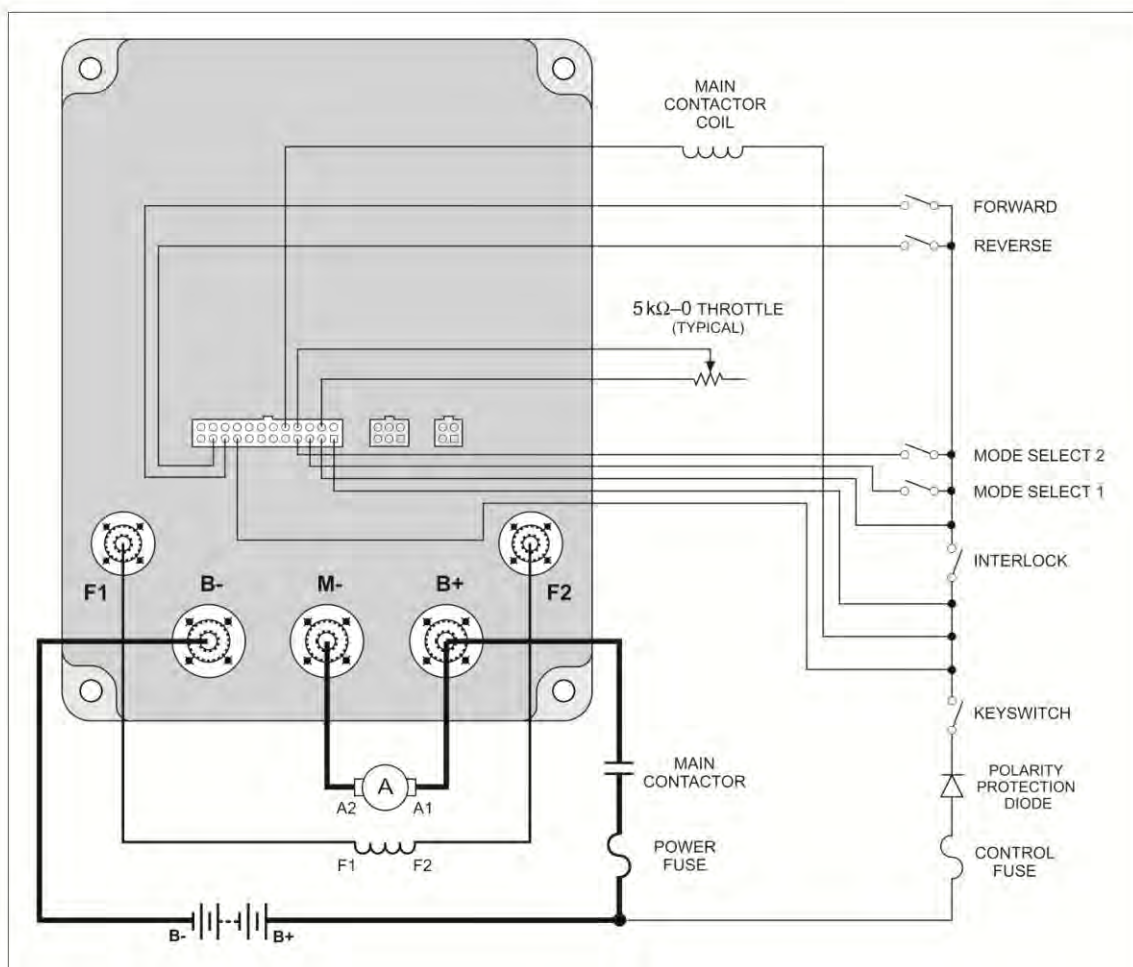 MAIN
CONTACTOR
COIL
FORWARD
REVERSE
5 kΩ–0 THROTTLE
(TYPICAL)
MODE SELECT 2
MODE SELECT 1
INTERLOCK
F1
B-
M-
B+
F2
KEYSWITCH
MAIN
CONTACTOR
POLARITY
PROTECTION
DIODE
A2
A
A1
POWER
FUSE
CONTROL
FUSE
F1
F2
B-
B+